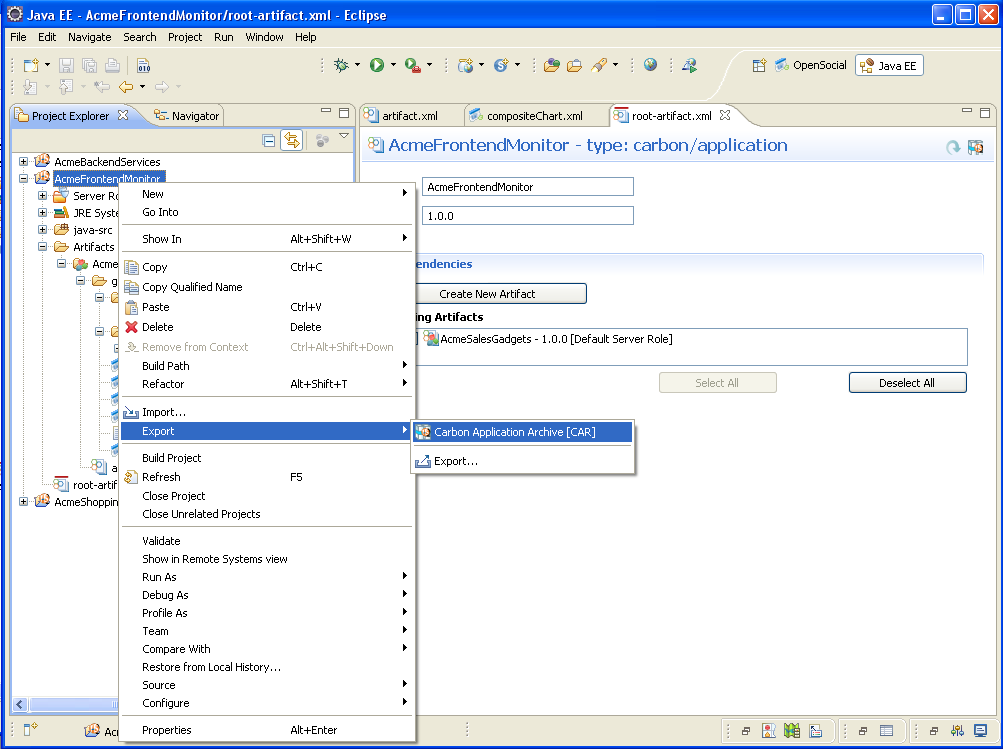 Java EE - AcmeFrontendMonitor/root-artifact.xml - Eclipse
File Edit Navigate Search Project Run Window Help
OpenSocial Java EE
Project Explorer Navigator
artifact.xml compositeChart.xml root-artifact.xml
AcmeFrontendMonitor - type: carbon/application
AcmeBackendServices
AcmeFrontendMonitor
Server Ro
JRE Syste
java-src
Artifacts
Acme
g
a
root-artif
AcmeShoppin
AcmeFrontendMonitor
1.0.0
endencies
Create New Artifact
ng Artifacts
AcmeSalesGadgets - 1.0.0 [Default Server Role]
Select All Deselect All
New
Go Into
Show In Alt+Shift+W
Copy Ctrl+C
Copy Qualified Name
Paste Ctrl+V
Delete Delete
Remove from Context Ctrl+Alt+Shift+Down
Build Path
Refactor Alt+Shift+T
Import...
Export
Carbon Application Archive [CAR]
Export...
Build Project
Refresh F5
Close Project
Close Unrelated Projects
Validate
Show in Remote Systems view
Run As
Debug As
Profile As
Team
Compare With
Restore from Local History...
Source
Configure
Properties Alt+Enter
Ac